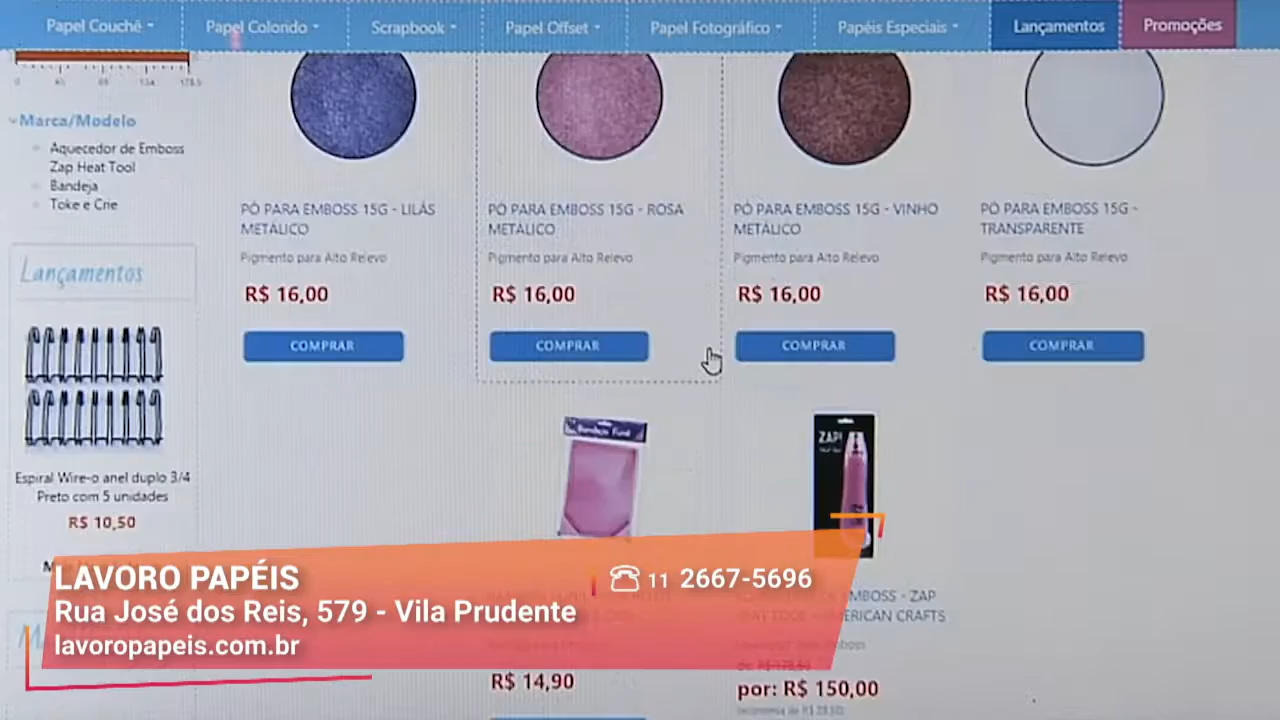 Papel Couchê
Papel Colorido
Scrapbook
Papel Offset
Papel Fotográfico
Papéis Especiais
Lançamentos
Promoções
Marca/Modelo
Aquecedor de Emboss
Zap Heat Tool
Bandeja
Toke e Crie
Lançamentos
Espiral Wire-o anel duplo 3/4
Preto com 5 unidades
R$ 10,50
PÓ PARA EMBOSS 15G - LILÁS
METÁLICO
Pigmento para Alto Relevo
R$ 16,00
COMPRAR
PÓ PARA EMBOSS 15G - ROSA
METÁLICO
Pigmento para Alto Relevo
R$ 16,00
COMPRAR
PÓ PARA EMBOSS 15G - VINHO
METÁLICO
Pigmento para Alto Relevo
R$ 16,00
COMPRAR
PÓ PARA EMBOSS 15G -
TRANSPARENTE
Pigmento para Alto Relevo
R$ 16,00
COMPRAR
ZAP!
EMBOSS - ZAP
R$ 14,90
por: R$ 150,00
LAVORO PAPÉIS
Rua José dos Reis, 579 - Vila Prudente
lavoropapeis.com.br
11 2667-5696